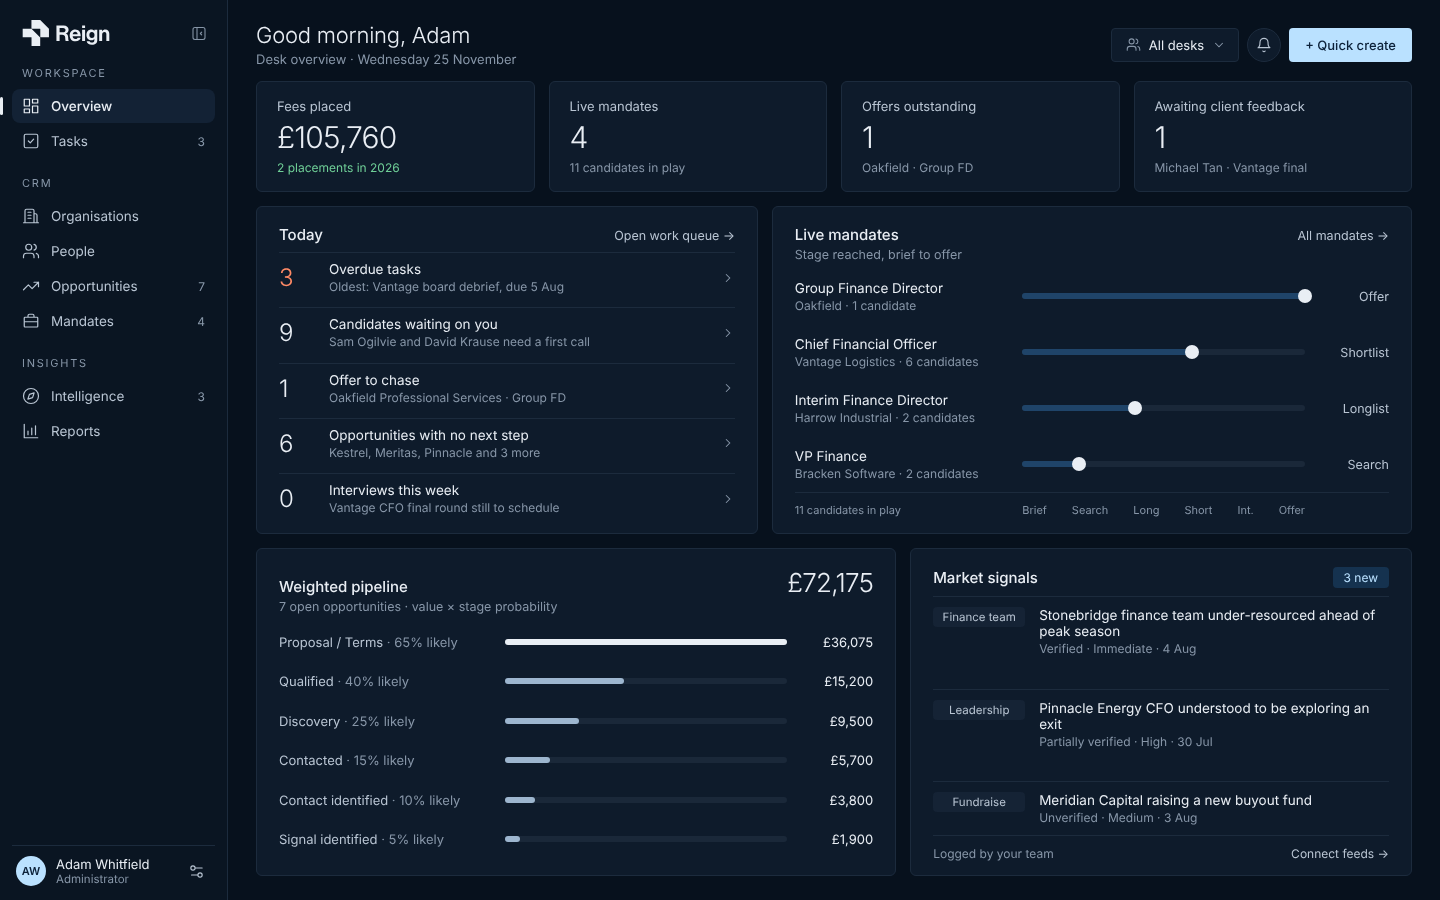 Reign
WORKSPACE
Overview
Tasks 3
CRM
Organisations
People
Opportunities 7
Mandates 4
INSIGHTS
Intelligence 3
Reports
AW
Adam Whitfield
Administrator
Good morning, Adam
Desk overview · Wednesday 25 November
All desks
+ Quick create
Fees placed
£105,760
2 placements in 2026
Live mandates
4
11 candidates in play
Offers outstanding
1
Oakfield · Group FD
Awaiting client feedback
1
Michael Tan · Vantage final
Today
Open work queue →
3
Overdue tasks
Oldest: Vantage board debrief, due 5 Aug
9
Candidates waiting on you
Sam Ogilvie and David Krause need a first call
1
Offer to chase
Oakfield Professional Services · Group FD
6
Opportunities with no next step
Kestrel, Meritas, Pinnacle and 3 more
0
Interviews this week
Vantage CFO final round still to schedule
Live mandates
All mandates →
Stage reached, brief to offer
Group Finance Director
Oakfield · 1 candidate
Offer
Chief Financial Officer
Vantage Logistics · 6 candidates
Shortlist
Interim Finance Director
Harrow Industrial · 2 candidates
Longlist
VP Finance
Bracken Software · 2 candidates
Search
11 candidates in play
Brief Search Long Short Int. Offer
Weighted pipeline
£72,175
7 open opportunities · value × stage probability
Proposal / Terms · 65% likely £36,075
Qualified · 40% likely £15,200
Discovery · 25% likely £9,500
Contacted · 15% likely £5,700
Contact identified · 10% likely £3,800
Signal identified · 5% likely £1,900
Market signals
3 new
Finance team
Stonebridge finance team under-resourced ahead of
peak season
Verified · Immediate · 4 Aug
Leadership
Pinnacle Energy CFO understood to be exploring an
exit
Partially verified · High · 30 Jul
Fundraise
Meridian Capital raising a new buyout fund
Unverified · Medium · 3 Aug
Logged by your team
Connect feeds →